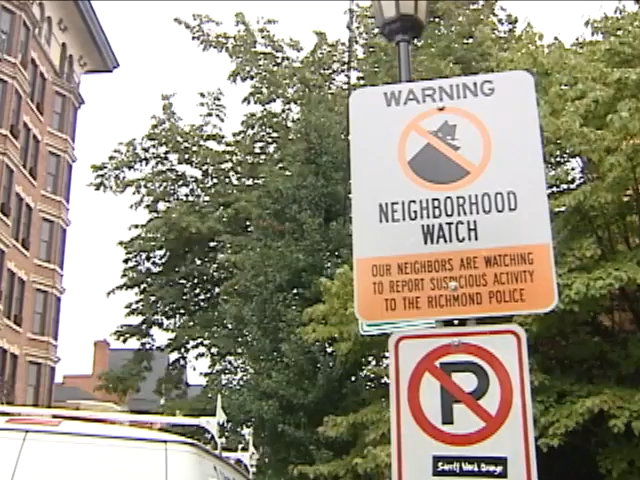 WARNING
NEIGHBORHOOD
WATCH
OUR NEIGHBORS ARE WATCHING
TO REPORT SUSPICIOUS ACTIVITY
TO THE RICHMOND POLICE
P